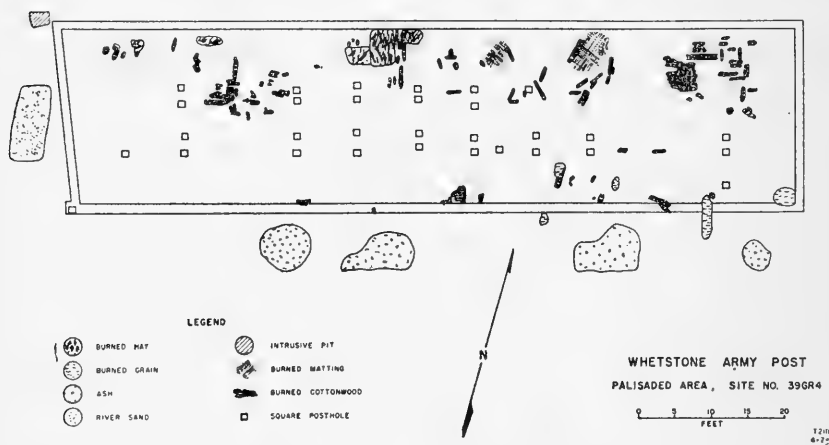 LEGEND
BURNED HAY
BURNED GRAIN
ASH
RIVER SAND
INTRUSIVE PIT
BURNED MATTING
BURNED COTTONWOOD
SQUARE POSTHOLE
N
WHETSTONE ARMY POST
PALISADED AREA, SITE NO. 39GR4
0 5 10 15 20
FEET